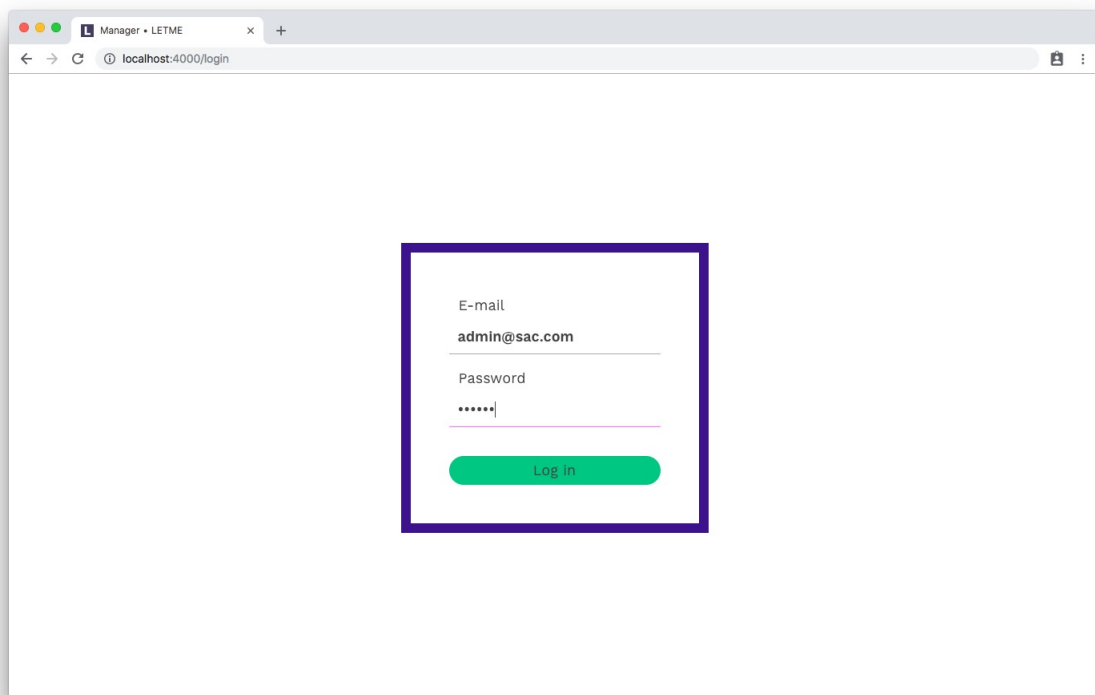 L Manager • LETME
localhost:4000/login
E-mail
admin@sac.com
Password
••••••
Log in